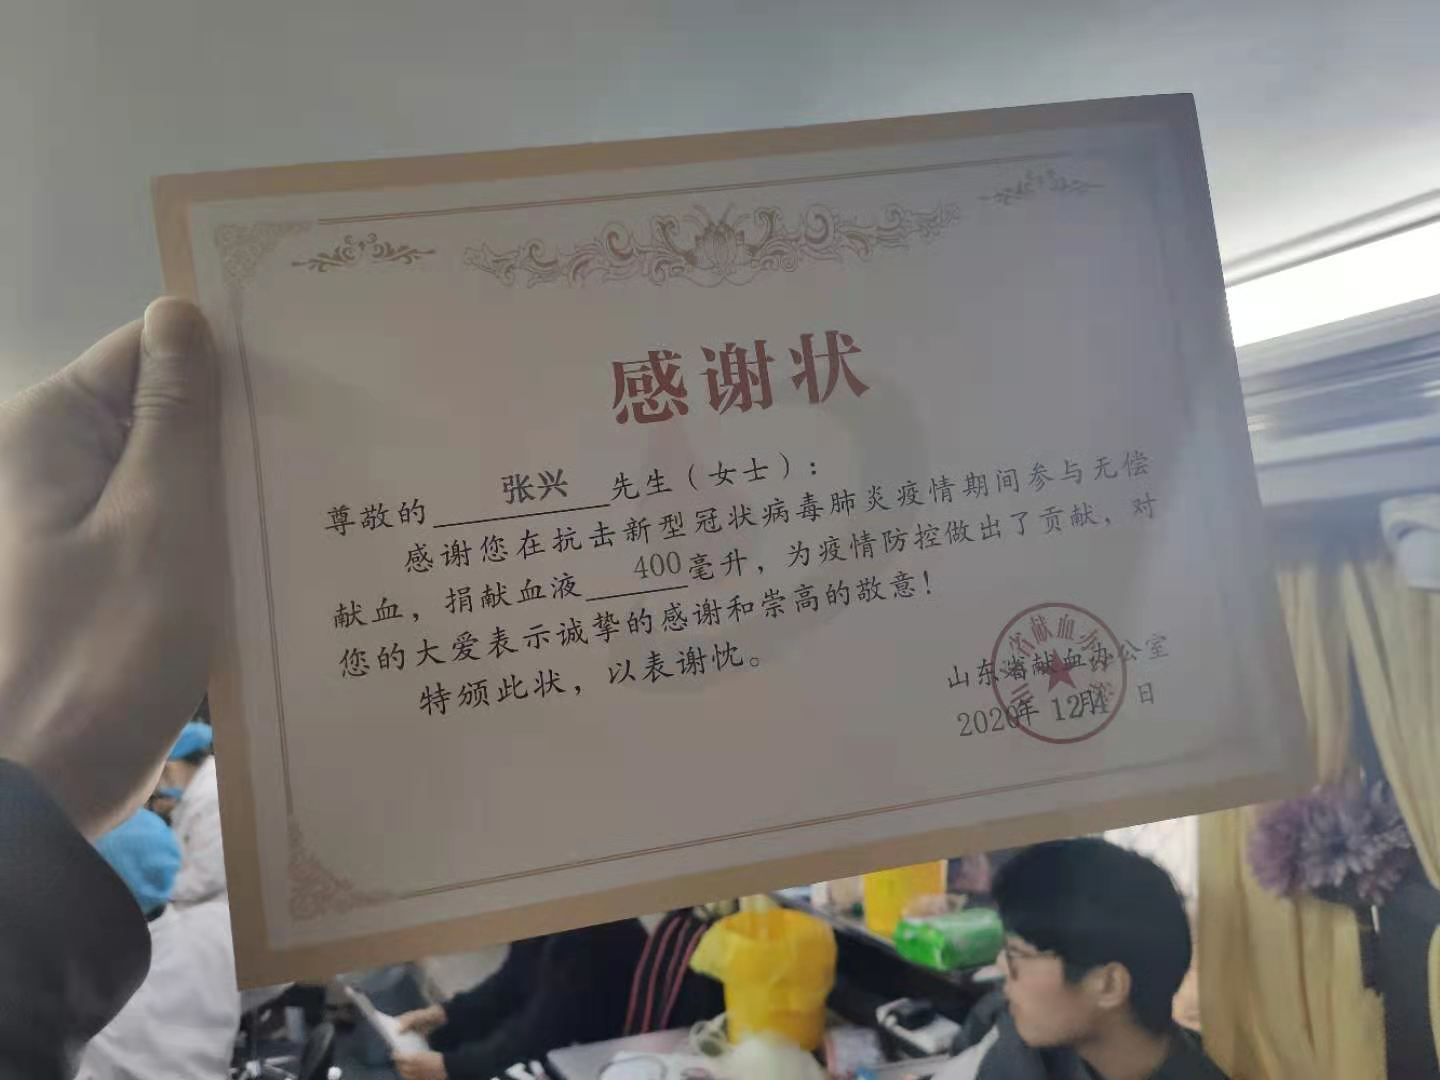 感谢状
尊敬的 张兴 先生（女士）：
感谢您在抗击新型冠状病毒肺炎疫情期间参与无偿
献血，捐献血液 400毫升，为疫情防控做出了贡献，对
您的大爱表示诚挚的感谢和崇高的敬意！
特颁此状，以表谢忱。
山东省献血办公室
2020年 12月4 日